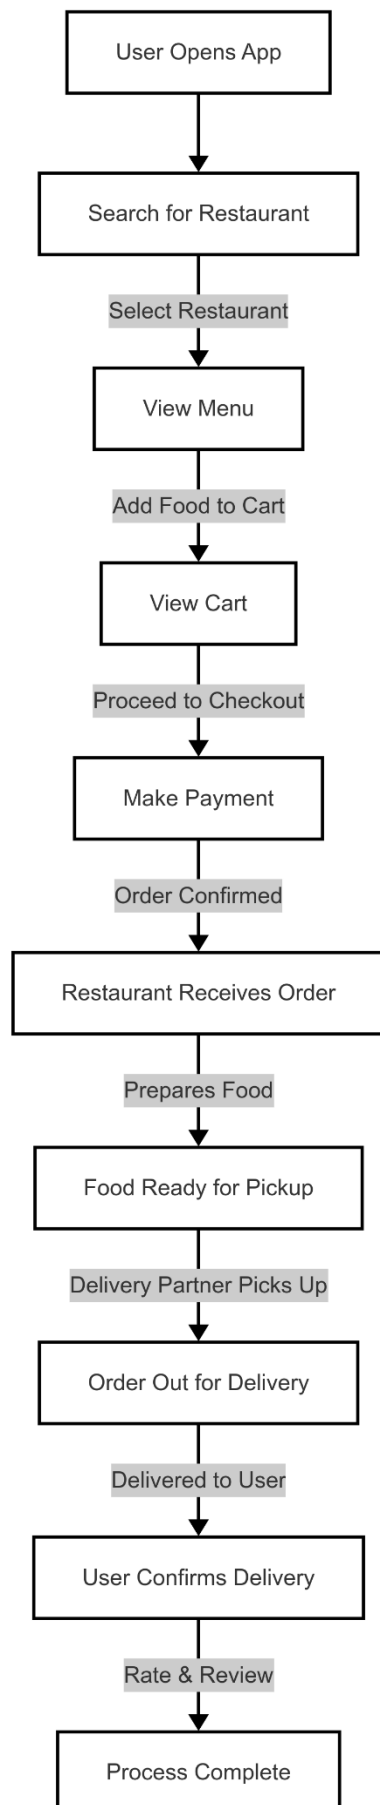 User Opens App
Search for Restaurant
Select Restaurant
View Menu
Add Food to Cart
View Cart
Proceed to Checkout
Make Payment
Order Confirmed
Restaurant Receives Order
Prepares Food
Food Ready for Pickup
Delivery Partner Picks Up
Order Out for Delivery
Delivered to User
User Confirms Delivery
Rate & Review
Process Complete